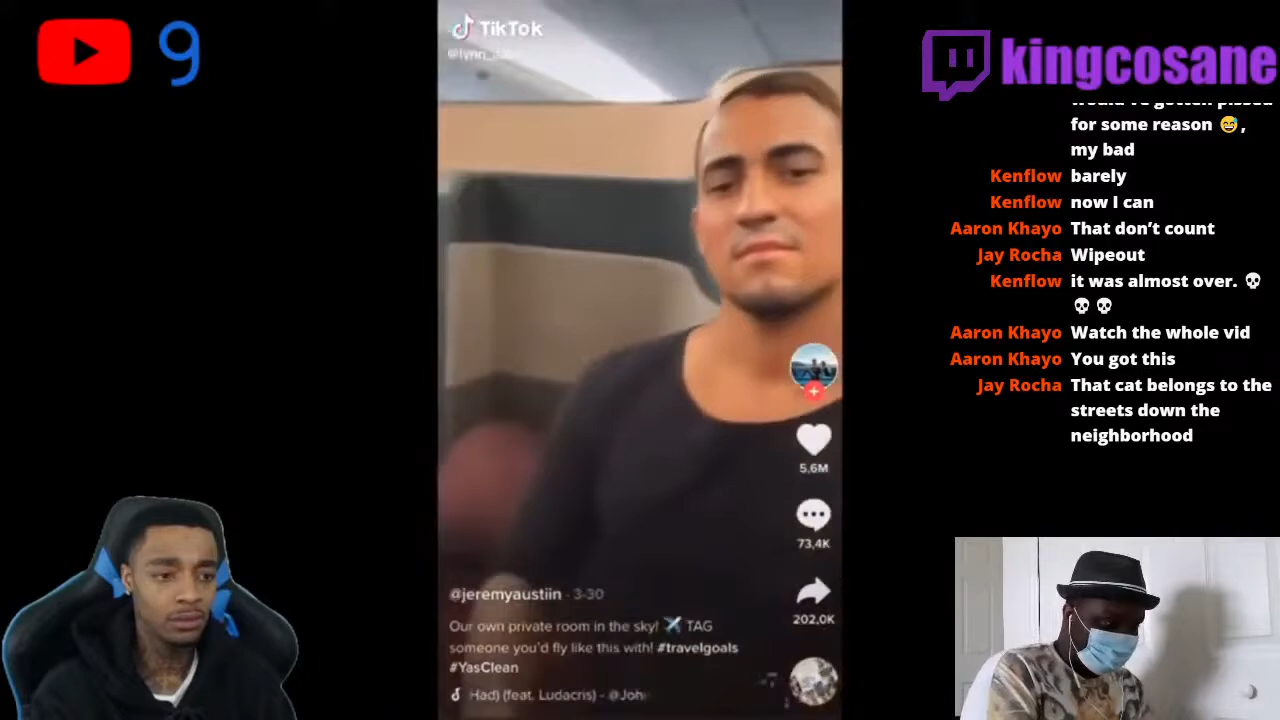 9
TikTok
kingcosane
for some reason 😅,
my bad
Kenflow barely
Kenflow now I can
Aaron Khayo That don’t count
Jay Rocha Wipeout
Kenflow it was almost over. 💀
💀💀
Aaron Khayo Watch the whole vid
Aaron Khayo You got this
Jay Rocha That cat belongs to the
streets down the
neighborhood
5,6M
73,4K
202,0K
@jeremyaustiin · 3-30
Our own private room in the sky! ✈️ TAG
someone you'd fly like this with! #travelgoals
#YasClean
Had) (feat. Ludacris) - @Joh